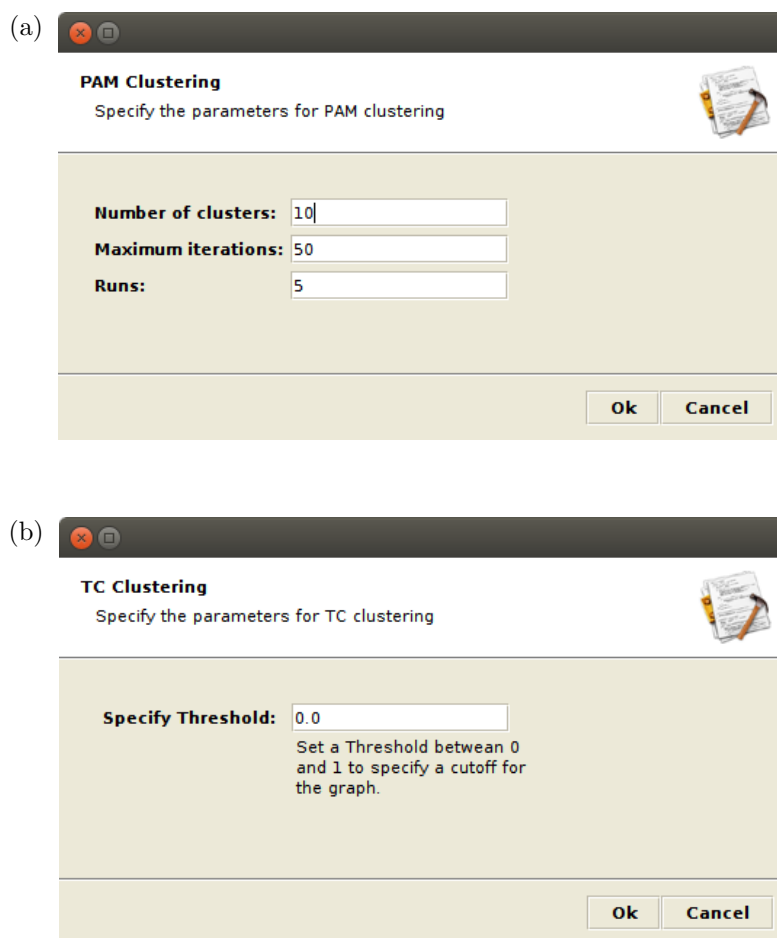 (a)
PAM Clustering
Specify the parameters for PAM clustering
Number of clusters: 10
Maximum iterations: 50
Runs: 5
Ok Cancel
(b)
TC Clustering
Specify the parameters for TC clustering
Specify Threshold: 0.0
Set a Threshold betwean 0
and 1 to specify a cutoff for
the graph.
Ok Cancel